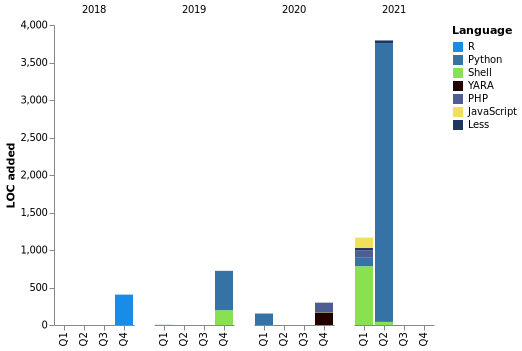 2018 2019 2020 2021
Language
R
Python
Shell
YARA
PHP
JavaScript
Less
LOC added
4,000
3,500
3,000
2,500
2,000
1,500
1,000
500
0
Q1 Q2 Q3 Q4 Q1 Q2 Q3 Q4 Q1 Q2 Q3 Q4 Q1 Q2 Q3 Q4